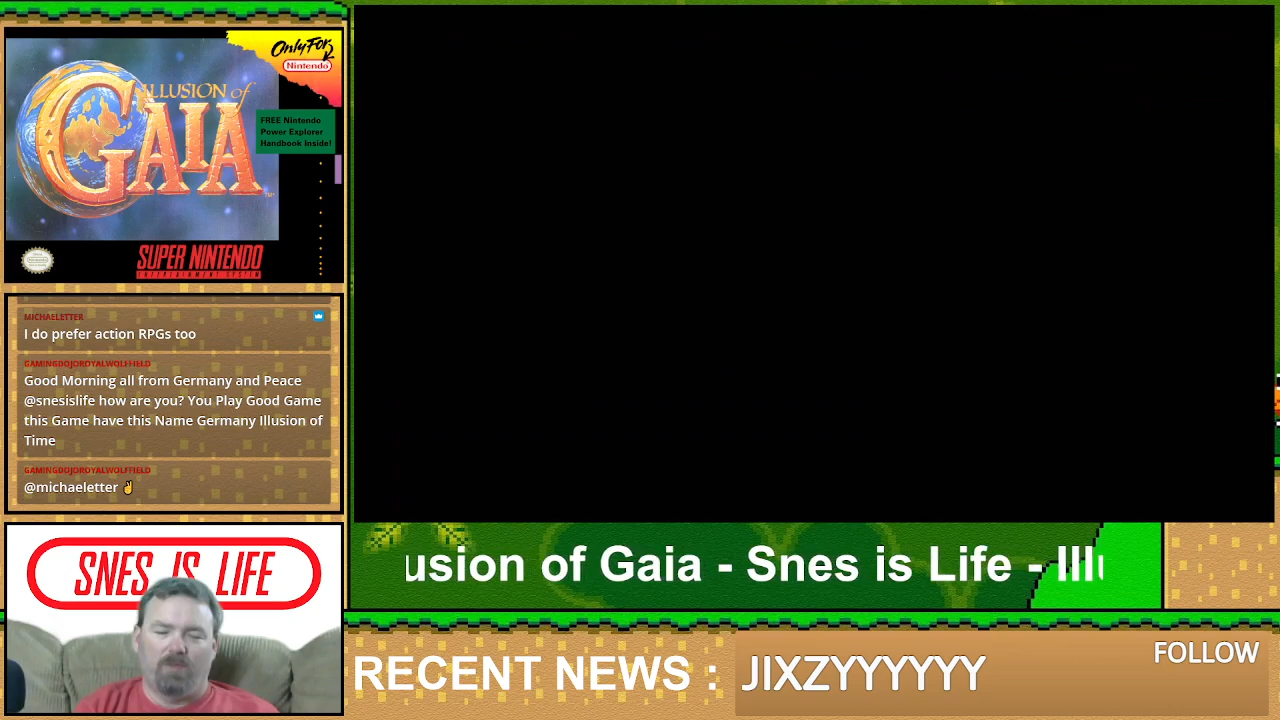 Only For
Nintendo
ILLUSION of
GAIA
TM
FREE Nintendo
Power Explorer
Handbook Inside!
SUPER NINTENDO
ENTERTAINMENT SYSTEM
MICHAELETTER
I do prefer action RPGs too
GAMINGDOJOROYALWOLFFIELD
Good Morning all from Germany and Peace
@snesislife how are you? You Play Good Game
this Game have this Name Germany Illusion of
Time
GAMINGDOJOROYALWOLFFIELD
@michaeletter ✌
SNES IS LIFE
usion of Gaia - Snes is Life - Illu
RECENT NEWS :
JIXZYYYYYY
FOLLOW